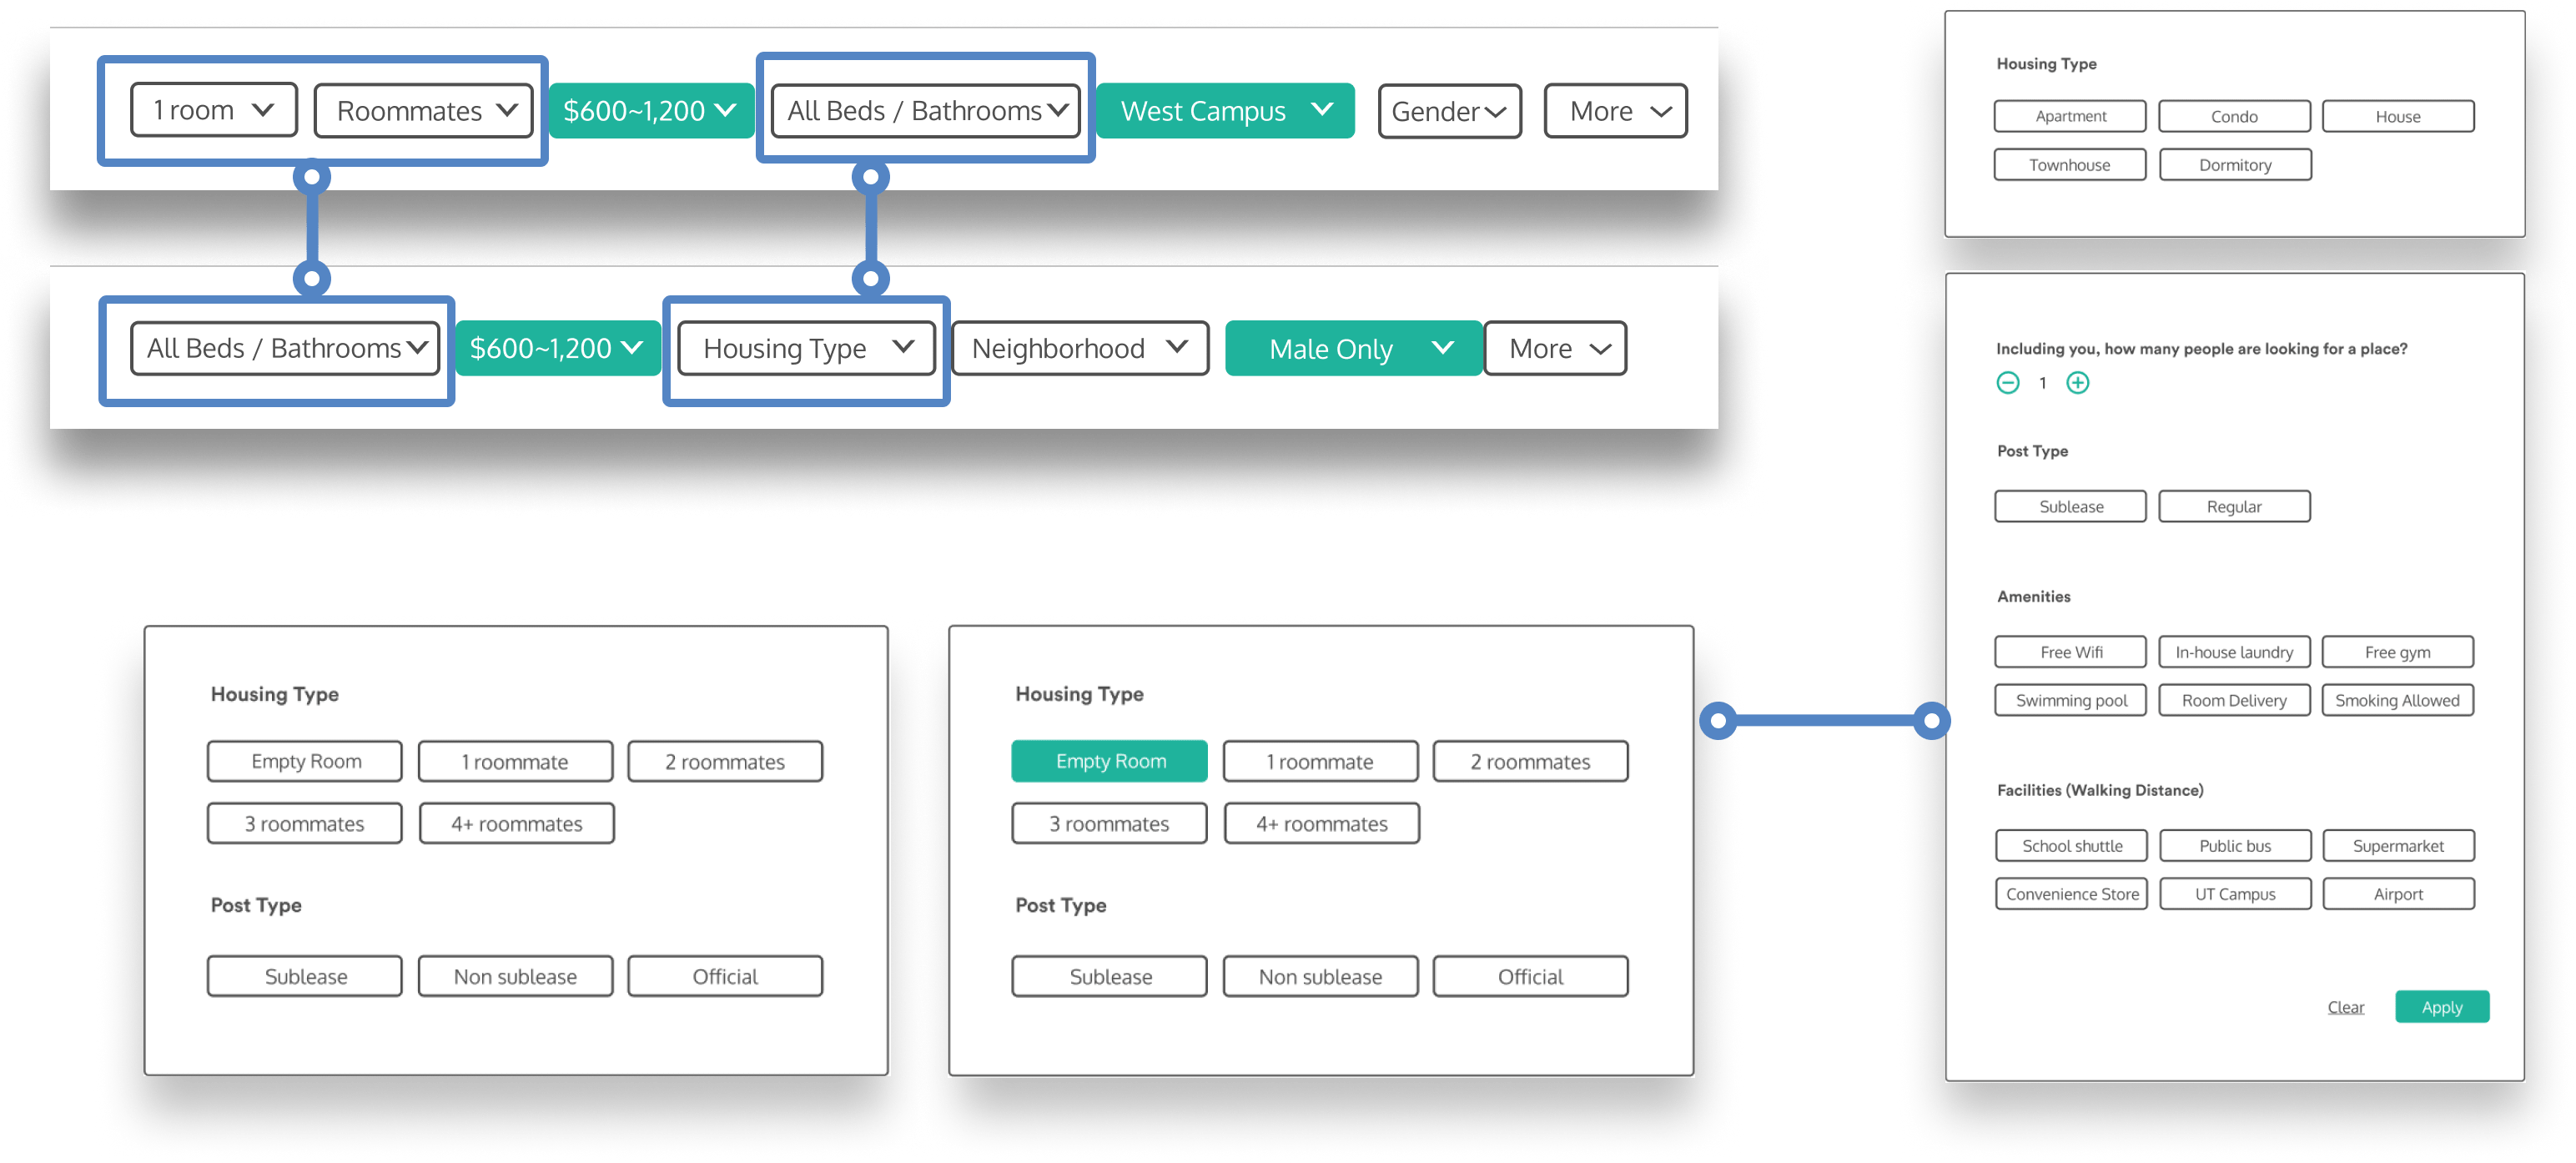 1 room Roommates $600~1,200 All Beds / Bathrooms West Campus Gender More
All Beds / Bathrooms $600~1,200 Housing Type Neighborhood Male Only More
Housing Type
Empty Room 1 roommate 2 roommates
3 roommates 4+ roommates
Post Type
Sublease Non sublease Official
Housing Type
Empty Room 1 roommate 2 roommates
3 roommates 4+ roommates
Post Type
Sublease Non sublease Official
Housing Type
Apartment Condo House
Townhouse Dormitory
Including you, how many people are looking for a place?
1
Post Type
Sublease Regular
Amenities
Free Wifi In-house laundry Free gym
Swimming pool Room Delivery Smoking Allowed
Facilities (Walking Distance)
School shuttle Public bus Supermarket
Convenience Store UT Campus Airport
Clear Apply